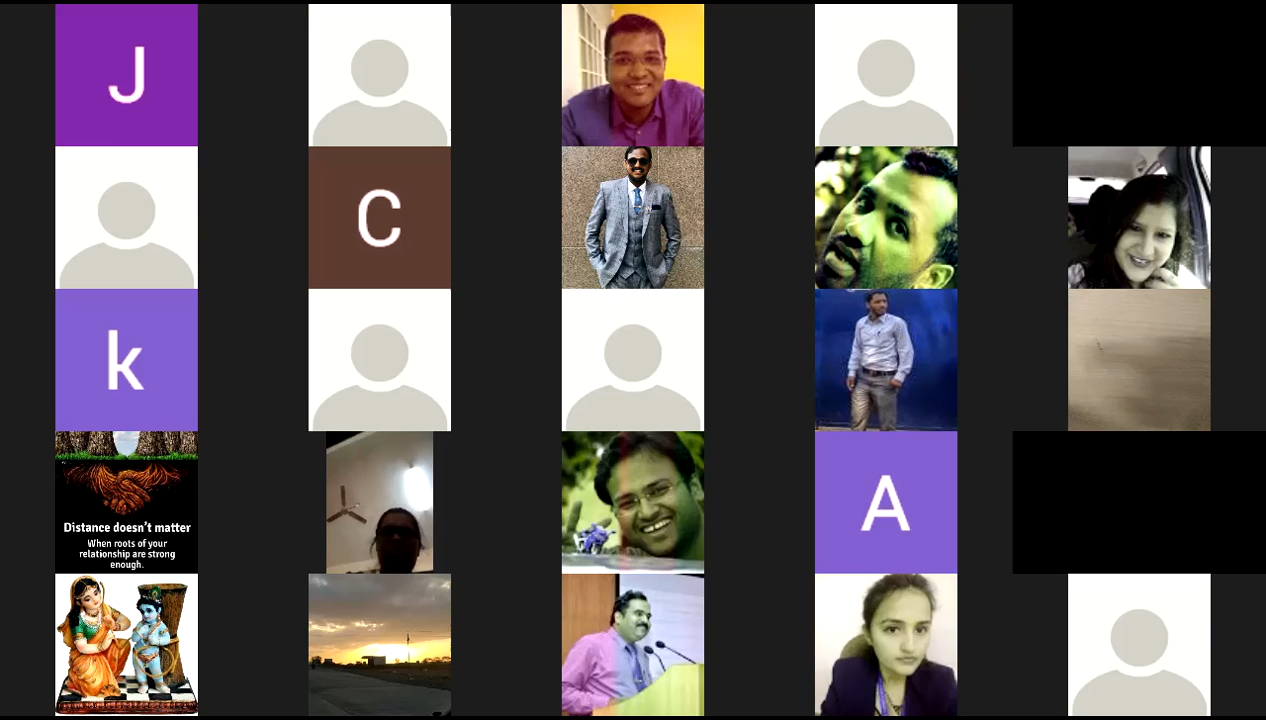 J
C
k
Distance doesn't matter
When roots of your
relationship are strong
enough.
A